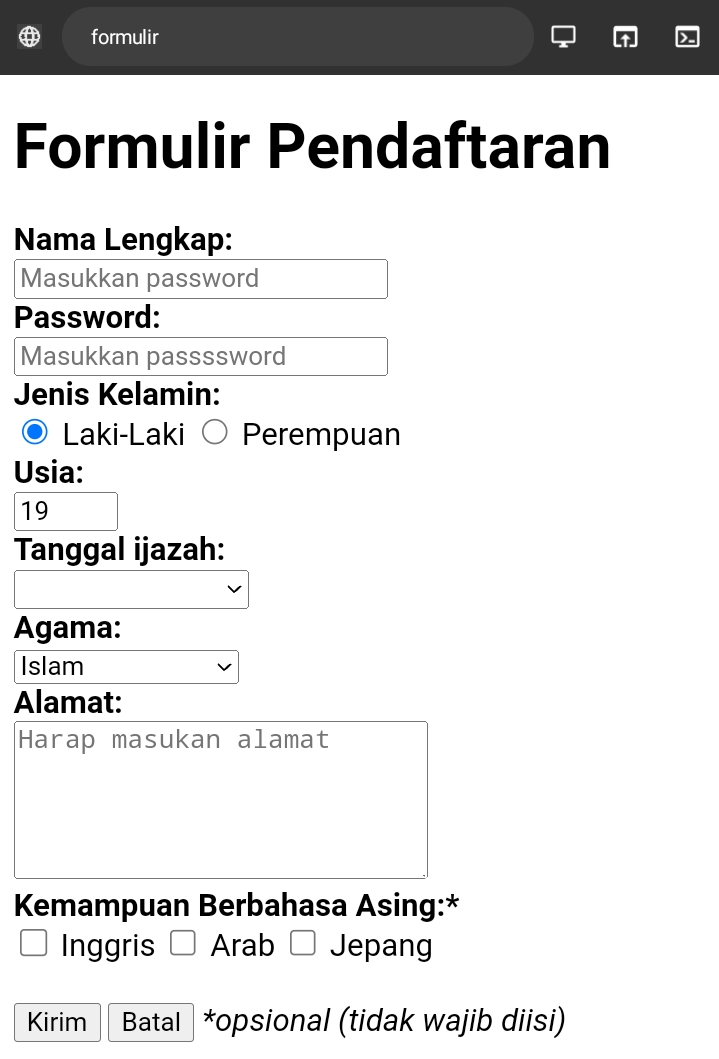 formulir
Formulir Pendaftaran
Nama Lengkap:
Masukkan password
Password:
Masukkan passssword
Jenis Kelamin:
Laki-Laki Perempuan
Usia:
19
Tanggal ijazah:
Agama:
Islam
Alamat:
Harap masukan alamat
Kemampuan Berbahasa Asing:*
Inggris Arab Jepang
Kirim Batal *opsional (tidak wajib diisi)